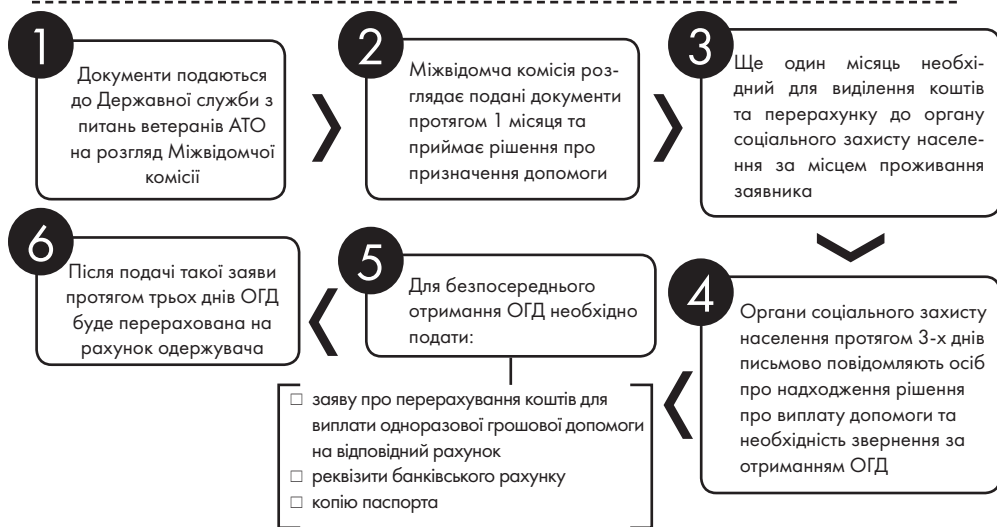 1
Документи подаються
до Державної служби з
питань ветеранів АТО
на розгляд Міжвідомчої
комісії
2
Міжвідомча комісія роз-
глядає подані документи
протягом 1 місяця та
приймає рішення про
призначення допомоги
3
Ще один місяць необхі-
дний для виділення коштів
та перерахунку до органу
соціального захисту населе-
ння за місцем проживання
заявника
4
Органи соціального захисту
населення протягом 3-х днів
письмово повідомляють осіб
про надходження рішення
про виплату допомоги та
необхідність звернення за
отриманням ОГД
5
Для безпосереднього
отримання ОГД необхідно
подати:
□ заяву про перерахування коштів для
виплати одноразової грошової допомоги
на відповідний рахунок
□ реквізити банківського рахунку
□ копію паспорта
6
Після подачі такої заяви
протягом трьох днів ОГД
буде перерахована на
рахунок одержувача